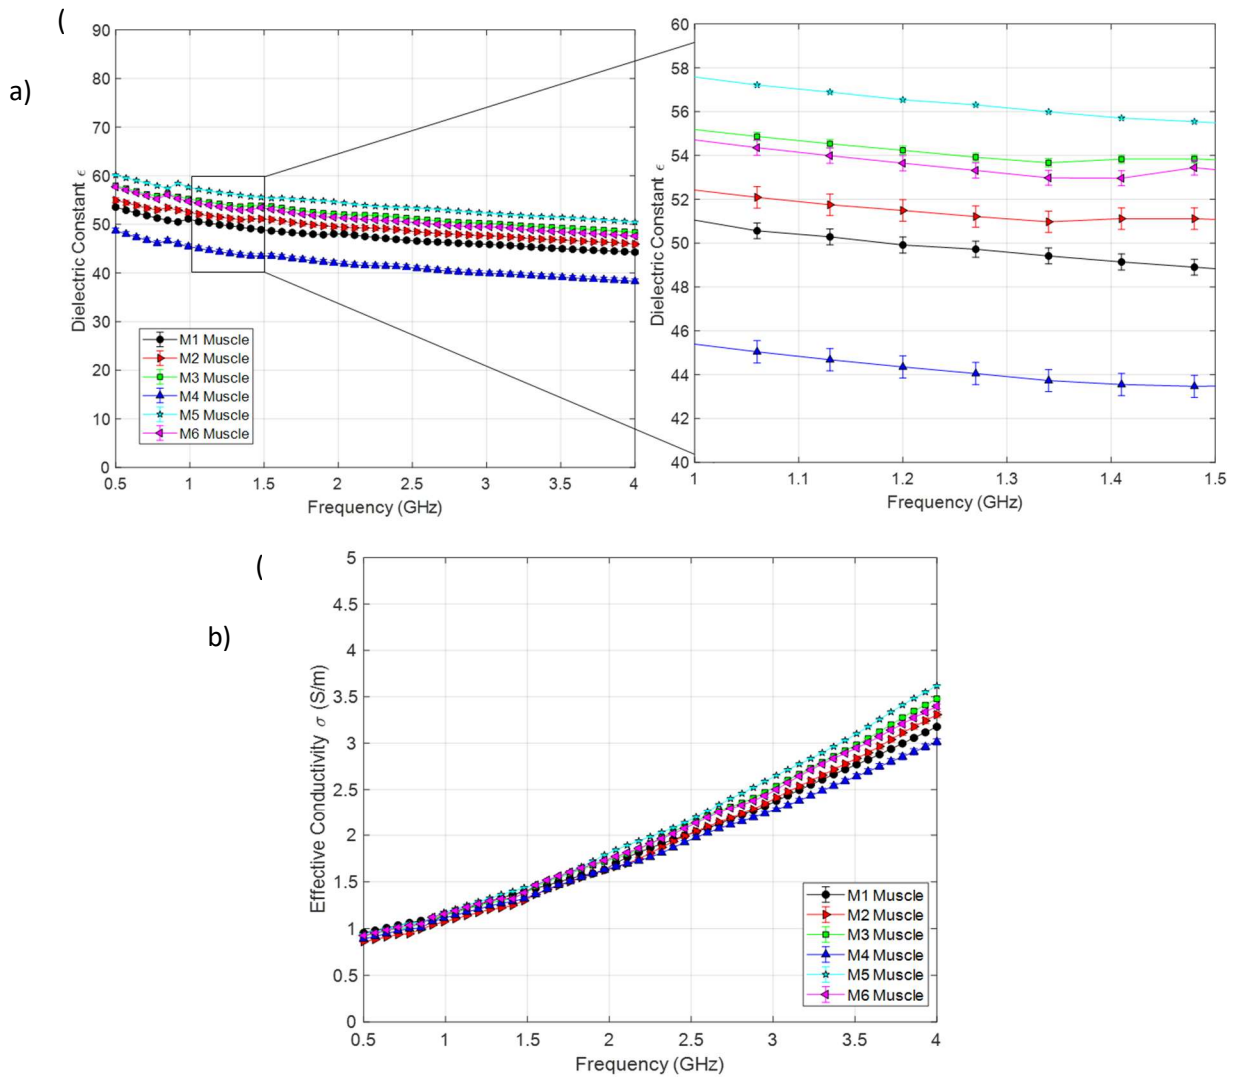 (
a)
90
80
70
60
50
40
30
20
10
0
Dielectric Constant ϵ
M1 Muscle
M2 Muscle
M3 Muscle
M4 Muscle
M5 Muscle
M6 Muscle
0.5 1 1.5 2 2.5 3 3.5 4
Frequency (GHz)
60
58
56
54
52
50
48
46
44
42
40
Dielectric Constant ϵ
1 1.1 1.2 1.3 1.4 1.5
Frequency (GHz)
(
b)
5
4.5
4
3.5
3
2.5
2
1.5
1
0.5
0
Effective Conductivity σ (S/m)
M1 Muscle
M2 Muscle
M3 Muscle
M4 Muscle
M5 Muscle
M6 Muscle
0.5 1 1.5 2 2.5 3 3.5 4
Frequency (GHz)